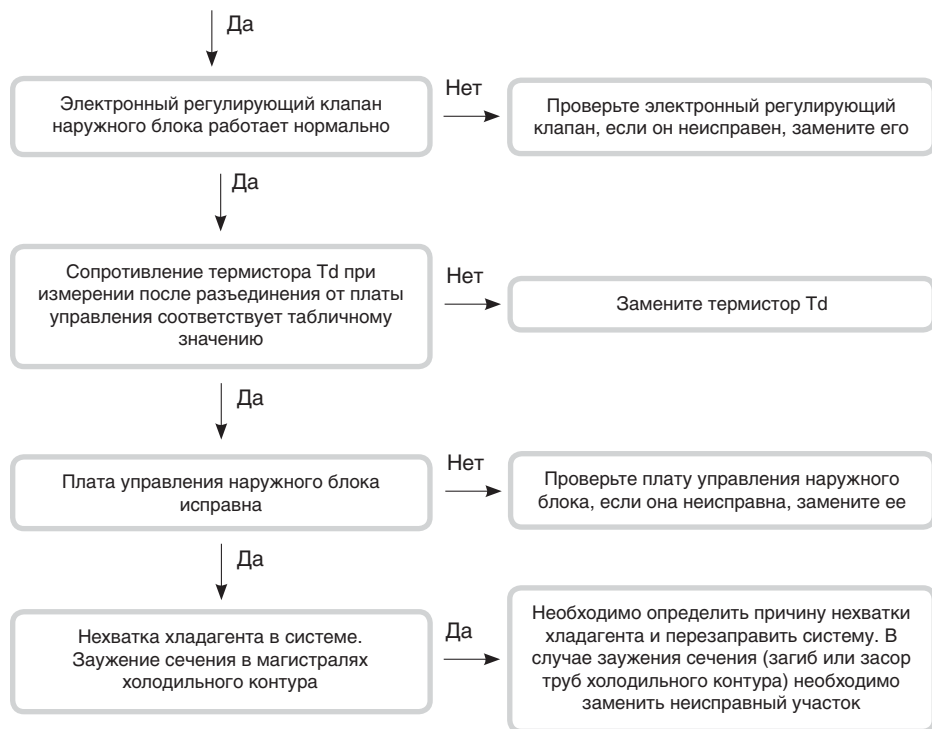 Да
Электронный регулирующий клапан
наружного блока работает нормально
Нет
Проверьте электронный регулирующий
клапан, если он неисправен, замените его
Да
Сопротивление термистора Td при
измерении после разъединения от платы
управления соответствует табличному
значению
Нет
Замените термистор Td
Да
Плата управления наружного блока
исправна
Нет
Проверьте плату управления наружного
блока, если она неисправна, замените ее
Да
Нехватка хладагента в системе.
Заужение сечения в магистралях
холодильного контура
Да
Необходимо определить причину нехватки
хладагента и перезаправить систему. В
случае заужения сечения (загиб или засор
труб холодильного контура) необходимо
заменить неисправный участок